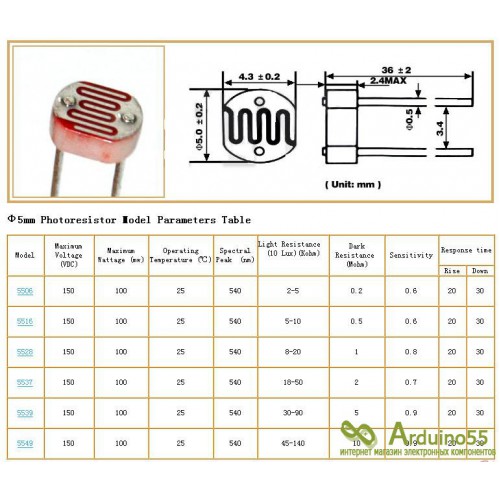 4.3 ±0.2
36 ±2
2.4MAX
Φ5.0 ±0.2
Φ0.5
3.4
( Unit: mm )
Φ5mm Photoresistor Model Parameters Table
Model Maximum Voltage (VDC) Maximum Wattage (mw) Operating Temperature (℃) Spectral Peak (nm) Light Resistance (10 Lux)(Kohm) Dark Resistance (Mohm) Sensitivity Response time Rise Down
5506 150 100 25 540 2-5 0.2 0.6 20 30
5516 150 100 25 540 5-10 0.5 0.6 20 30
5528 150 100 25 540 8-20 1 0.8 20 30
5537 150 100 25 540 18-50 2 0.7 20 30
5539 150 100 25 540 30-90 5 0.9 20 30
5549 150 100 25 540 45-140 10 0.9 20 30
Arduino55
интернет магазин электронных компонентов